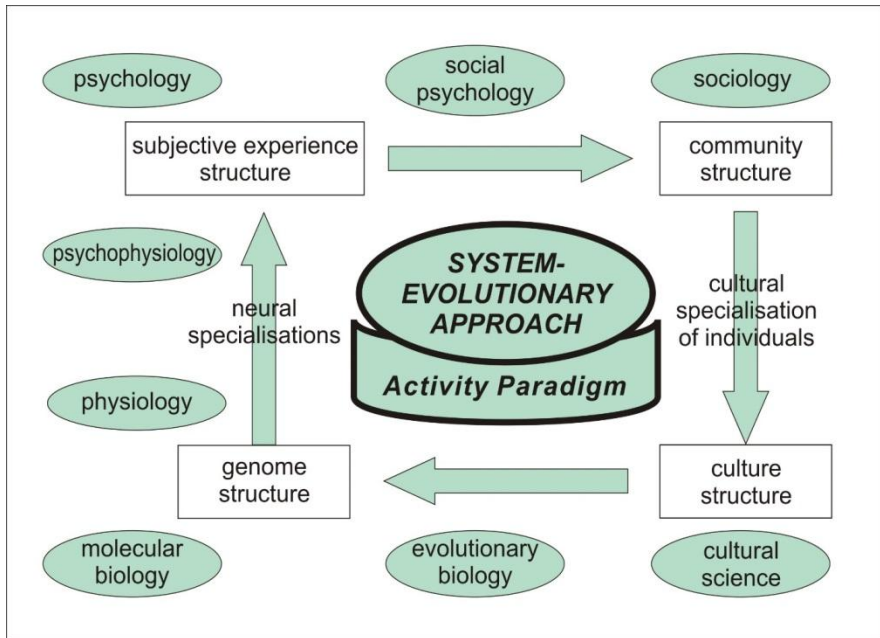 psychology
social
psychology
sociology
subjective experience
structure
community
structure
psychophysiology
neural
specialisations
SYSTEM-
EVOLUTIONARY
APPROACH
Activity Paradigm
cultural
specialisation
of individuals
physiology
genome
structure
culture
structure
molecular
biology
evolutionary
biology
cultural
science